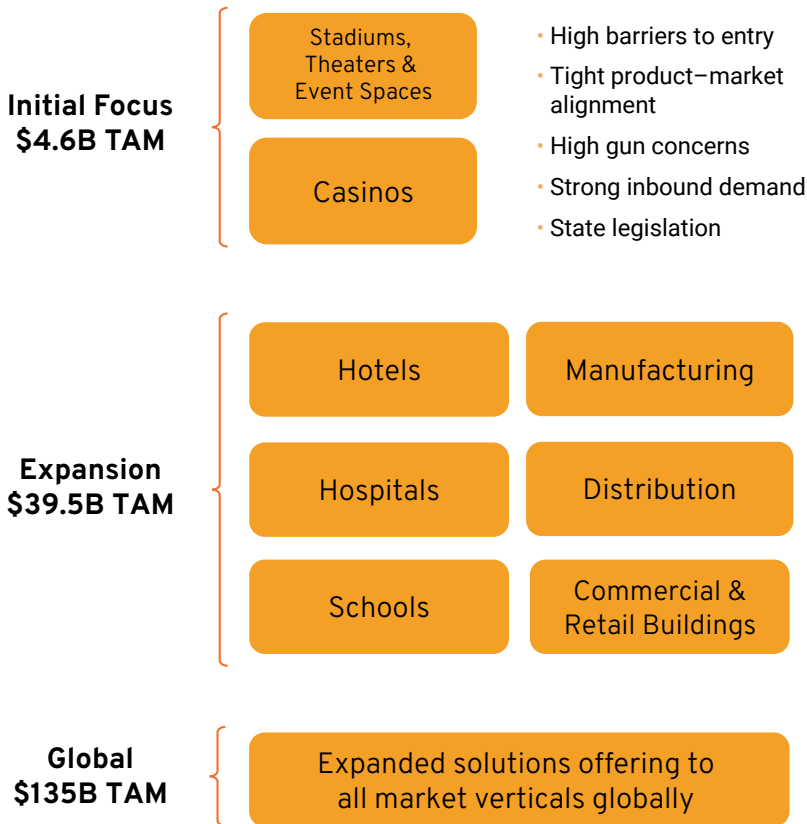 Initial Focus
$4.6B TAM
Stadiums,
Theaters &
Event Spaces
Casinos
• High barriers to entry
• Tight product–market
alignment
• High gun concerns
• Strong inbound demand
• State legislation
Expansion
$39.5B TAM
Hotels
Manufacturing
Hospitals
Distribution
Schools
Commercial &
Retail Buildings
Global
$135B TAM
Expanded solutions offering to
all market verticals globally